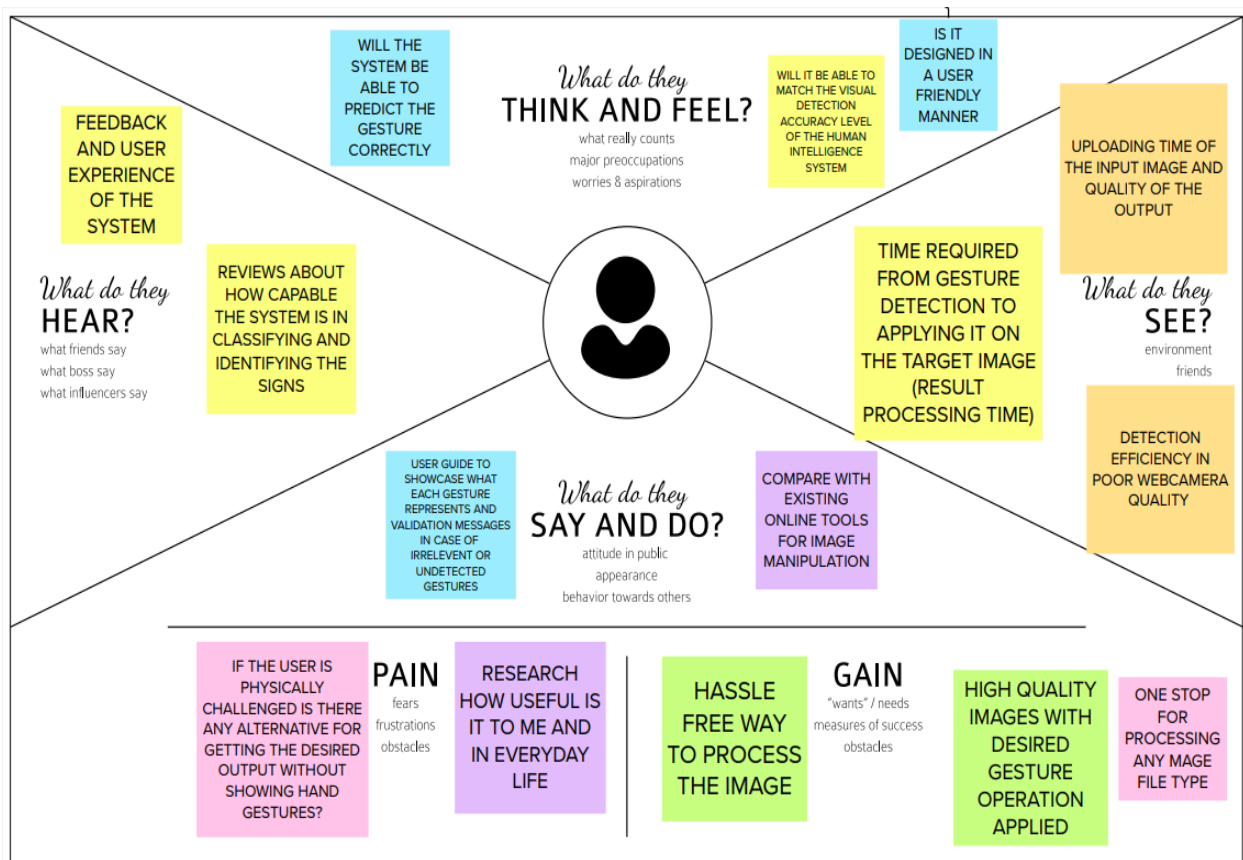 WILL THE
SYSTEM BE
ABLE TO
PREDICT THE
GESTURE
CORRECTLY
What do they
THINK AND FEEL?
what really counts
major preoccupations
worries & aspirations
WILL IT BE ABLE TO
MATCH THE VISUAL
DETECTION
ACCURACY LEVEL
OF THE HUMAN
INTELLIGENCE
SYSTEM
IS IT
DESIGNED IN
A USER
FRIENDLY
MANNER
FEEDBACK
AND USER
EXPERIENCE
OF THE
SYSTEM
What do they
HEAR?
what friends say
what boss say
what influencers say
REVIEWS ABOUT
HOW CAPABLE
THE SYSTEM IS IN
CLASSIFYING AND
IDENTIFYING THE
SIGNS
TIME REQUIRED
FROM GESTURE
DETECTION TO
APPLYING IT ON
THE TARGET IMAGE
(RESULT
PROCESSING TIME)
UPLOADING TIME OF
THE INPUT IMAGE AND
QUALITY OF THE
OUTPUT
What do they
SEE?
environment
friends
DETECTION
EFFICIENCY IN
POOR WEBCAMERA
QUALITY
USER GUIDE TO
SHOWCASE WHAT
EACH GESTURE
REPRESENTS AND
VALIDATION MESSAGES
IN CASE OF
IRRELEVENT OR
UNDETECTED
GESTURES
What do they
SAY AND DO?
attitude in public
appearance
behavior towards others
COMPARE WITH
EXISTING
ONLINE TOOLS
FOR IMAGE
MANIPULATION
IF THE USER IS
PHYSICALLY
CHALLENGED IS THERE
ANY ALTERNATIVE FOR
GETTING THE DESIRED
OUTPUT WITHOUT
SHOWING HAND
GESTURES?
PAIN
fears
frustrations
obstacles
RESEARCH
HOW USEFUL IS
IT TO ME AND
IN EVERYDAY
LIFE
HASSLE
FREE WAY
TO PROCESS
THE IMAGE
GAIN
"wants" / needs
measures of success
obstacles
HIGH QUALITY
IMAGES WITH
DESIRED
GESTURE
OPERATION
APPLIED
ONE STOP
FOR
PROCESSING
ANY MAGE
FILE TYPE